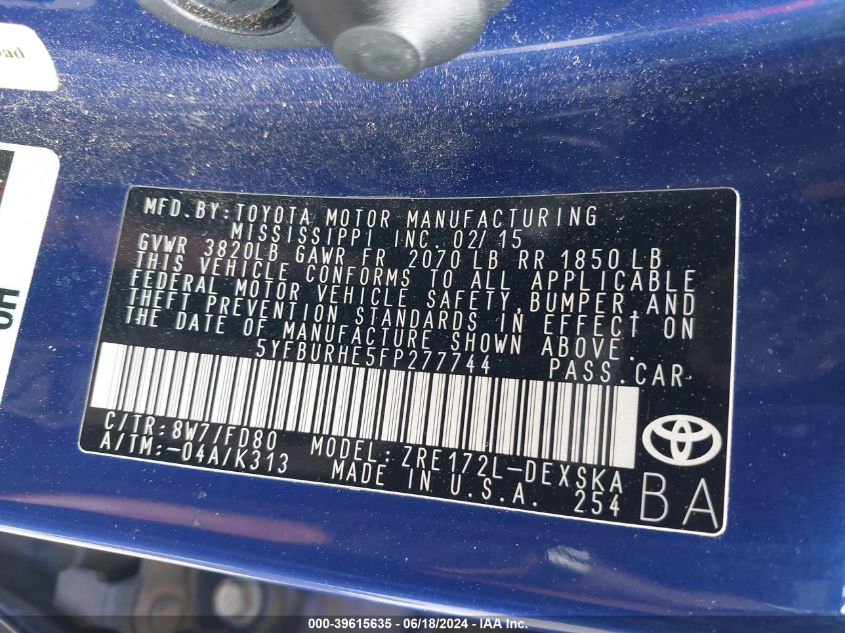 oad
MFD.BY:TOYOTA MOTOR MANUFACTURING
MISSISSIPPI INC. 02/15
GVWR 3820LB GAWR FR 2070 LB RR 1850 LB
THIS VEHICLE CONFORMS TO ALL APPLICABLE
FEDERAL MOTOR VEHICLE SAFETY,BUMPER,AND
THEFT PREVENTION STANDARDS IN EFFECT ON
THE DATE OF MANUFACTURE SHOWN ABOVE.
5YFBURHE5FP277744 PASS.CAR
C/TR:8W7/FD80 MODEL:ZRE172L-DEXSKA
A/TM:-04A/K313 MADE IN U.S.A. 254
BA
000-39615635 - 06/18/2024 - IAAI.com